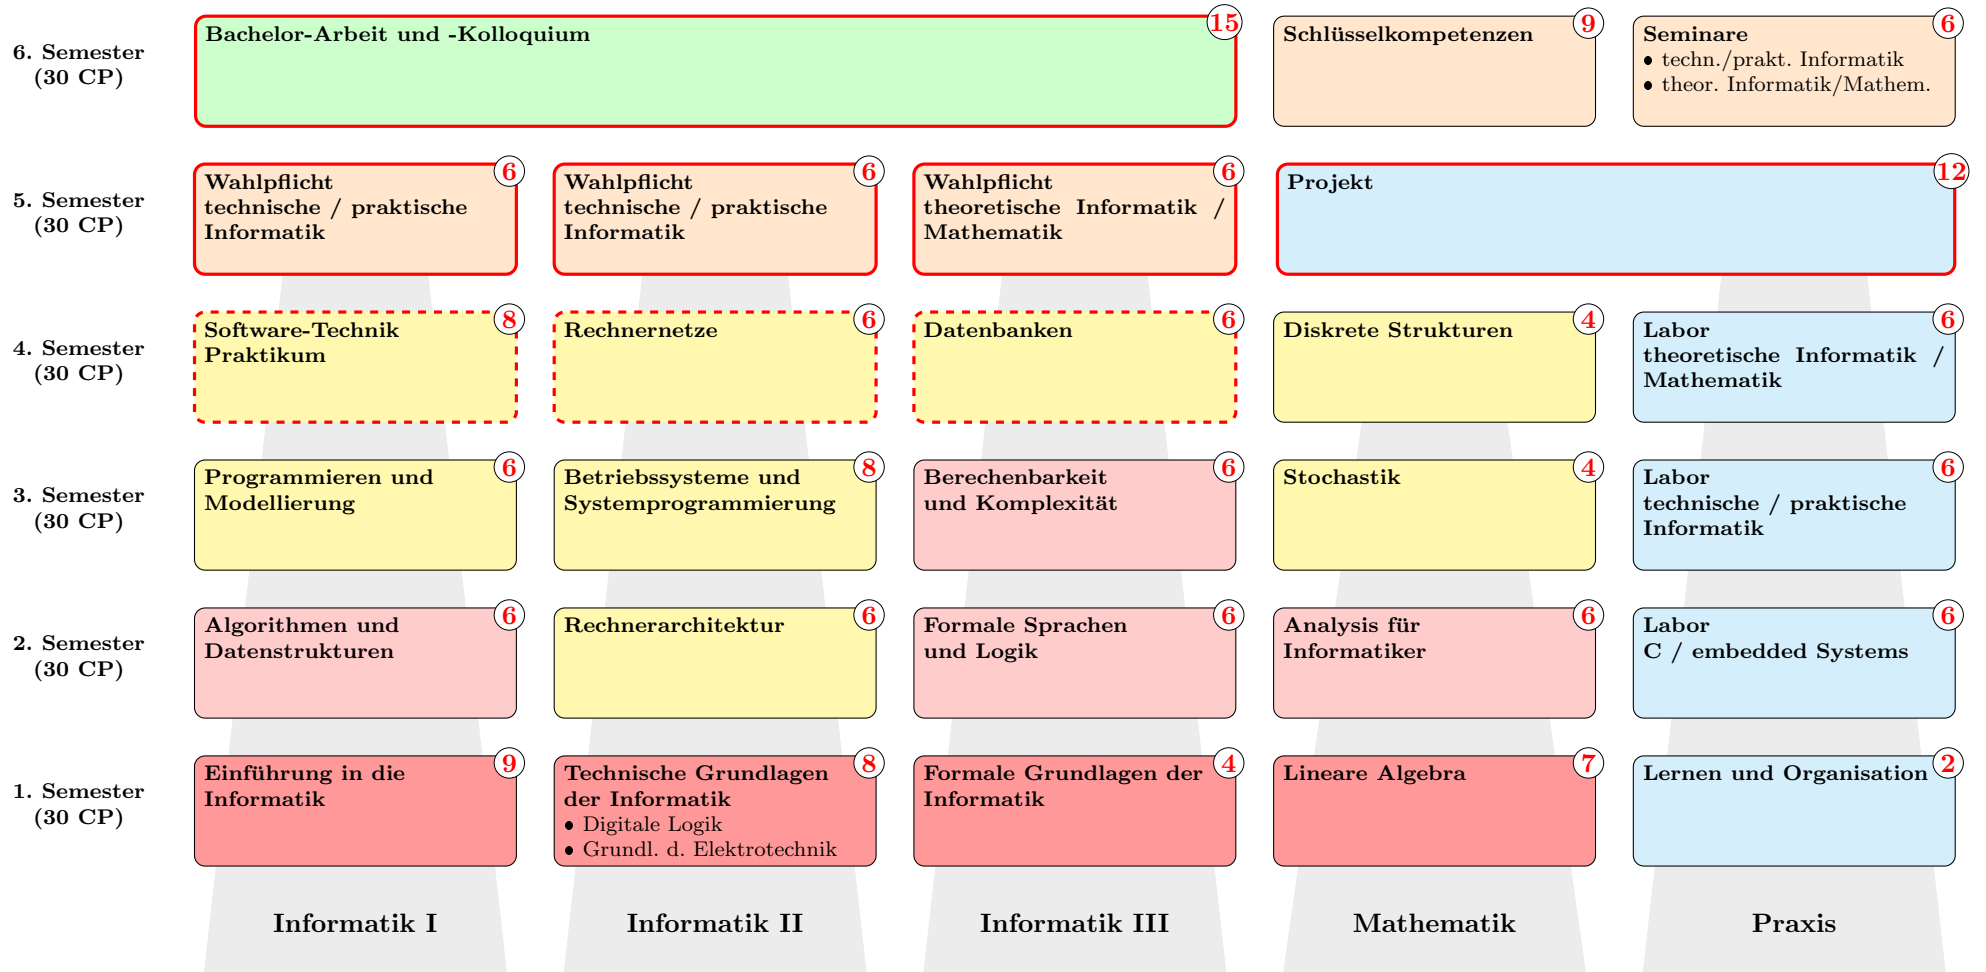 6. Semester
(30 CP)
Bachelor-Arbeit und -Kolloquium
15
Schlüsselkompetenzen
9
Seminare
• techn./prakt. Informatik
• theor. Informatik/Mathem.
6
5. Semester
(30 CP)
Wahlpflicht
technische / praktische
Informatik
6
Wahlpflicht
technische / praktische
Informatik
6
Wahlpflicht
theoretische Informatik /
Mathematik
6
Projekt
12
4. Semester
(30 CP)
Software-Technik
Praktikum
8
Rechnernetze
6
Datenbanken
6
Diskrete Strukturen
4
Labor
theoretische Informatik /
Mathematik
6
3. Semester
(30 CP)
Programmieren und
Modellierung
6
Betriebssysteme und
Systemprogrammierung
8
Berechenbarkeit
und Komplexität
6
Stochastik
4
Labor
technische / praktische
Informatik
6
2. Semester
(30 CP)
Algorithmen und
Datenstrukturen
6
Rechnerarchitektur
6
Formale Sprachen
und Logik
6
Analysis für
Informatiker
6
Labor
C / embedded Systems
6
1. Semester
(30 CP)
Einführung in die
Informatik
9
Technische Grundlagen
der Informatik
• Digitale Logik
• Grundl. d. Elektrotechnik
8
Formale Grundlagen der
Informatik
4
Lineare Algebra
7
Lernen und Organisation
2
Informatik I
Informatik II
Informatik III
Mathematik
Praxis